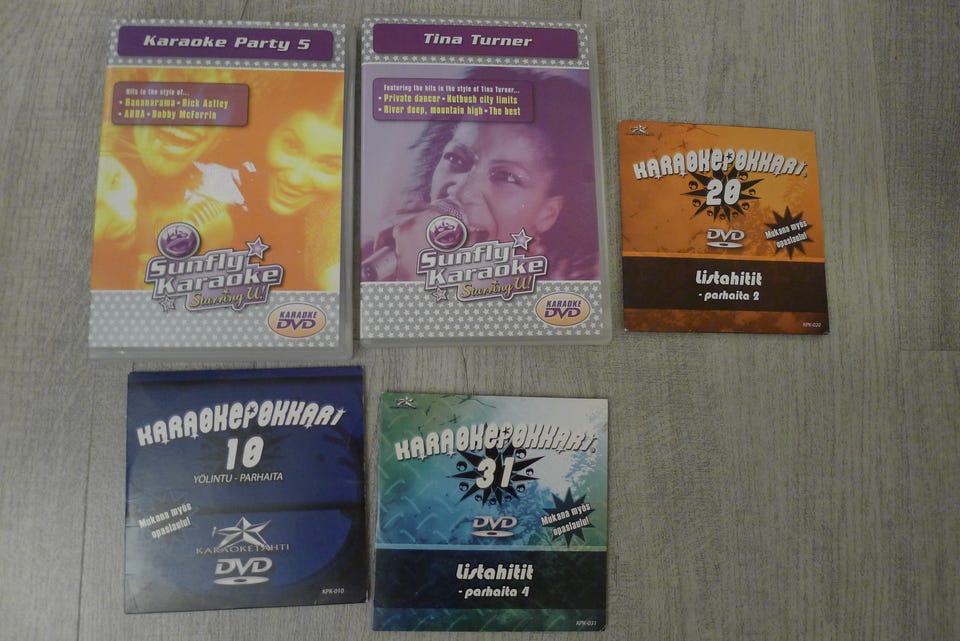 Karaoke Party 5
Hits in the style of...
• Bananarama • Rick Astley
• ABBA • Bobby McFerrin
Sunfly
Karaoke
Starring U!
KARAOKE
DVD
Tina Turner
Featuring the hits in the style of Tina Turner...
• Private dancer • Nutbush city limits
• River deep, mountain high • The best
Sunfly
Karaoke
Starring U!
KARAOKE
DVD
KARAOKEPOKKARI
20
DVD
Mukana myös
opaslaulu!
Listahitit
- parhaita 2
KPK-020
KARAOKEPOKKARI
10
YÖLINTU - PARHAITA
Mukana myös
opaslaulu!
KARAOKETÄHTI
DVD
KPK-010
KARAOKEPOKKARI
31
DVD
Mukana myös
opaslaulu!
Listahitit
- parhaita 4
KPK-031